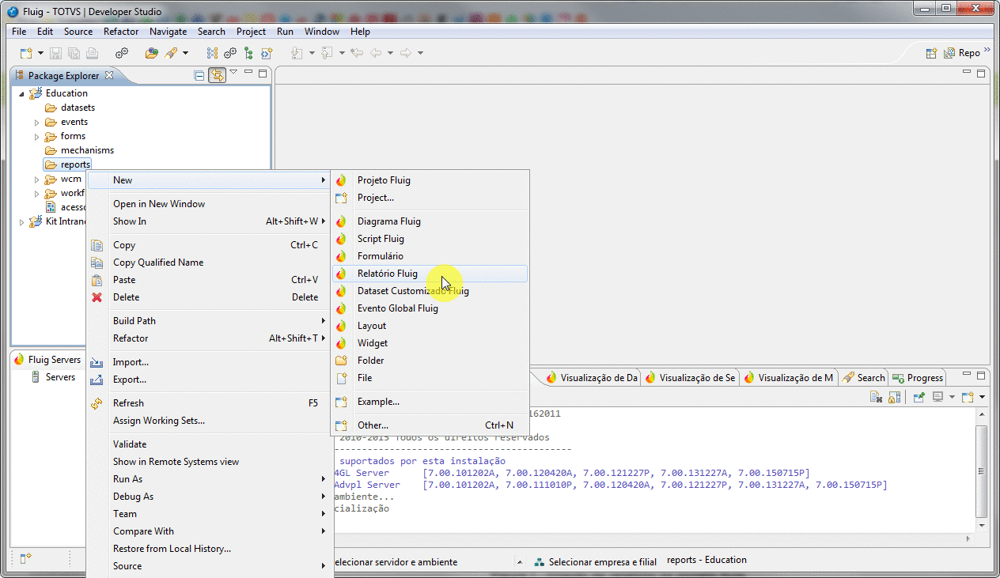 Fluig - TOTVS | Developer Studio
File Edit Source Refactor Navigate Search Project Run Window Help
Repo
Package Explorer
Education
datasets
events
forms
mechanisms
reports
wcm
workf
acess
Kit Intran
New
Open in New Window
Show In Alt+Shift+W
Copy Ctrl+C
Copy Qualified Name
Paste Ctrl+V
Delete Delete
Build Path
Refactor Alt+Shift+T
Import...
Export...
Refresh F5
Assign Working Sets...
Validate
Show in Remote Systems view
Run As
Debug As
Team
Compare With
Restore from Local History...
Source
Projeto Fluig
Project...
Diagrama Fluig
Script Fluig
Formulário
Relatório Fluig
Dataset Customizado Fluig
Evento Global Fluig
Layout
Widget
Folder
File
Example...
Other... Ctrl+N
Fluig Servers
Servers
Visualização de Da
Visualização de Se
Visualização de M
Search
Progress
162011
2010-2015 Todos os direitos reservados
-----------------------------------------
suportados por esta instalação
4GL Server [7.00.101202A, 7.00.120420A, 7.00.121227P, 7.00.131227A, 7.00.150715P]
Advpl Server [7.00.101202A, 7.00.111010P, 7.00.120420A, 7.00.121227P, 7.00.131227A, 7.00.150715P]
ambiente...
cialização
elecionar servidor e ambiente
Selecionar empresa e filial
reports - Education